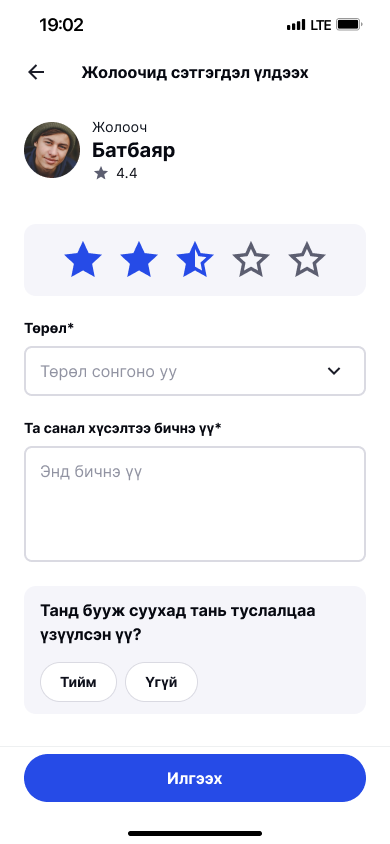 19:02 LTE
Жолоочид сэтгэгдэл үлдээх
Жолооч
Батбаяр
4.4
Төрөл*
Төрөл сонгоно уу
Та санал хүсэлтээ бичнэ үү*
Энд бичнэ үү
Танд бууж суухад тань туслалцаа
үзүүлсэн үү?
Тийм Үгүй
Илгээх